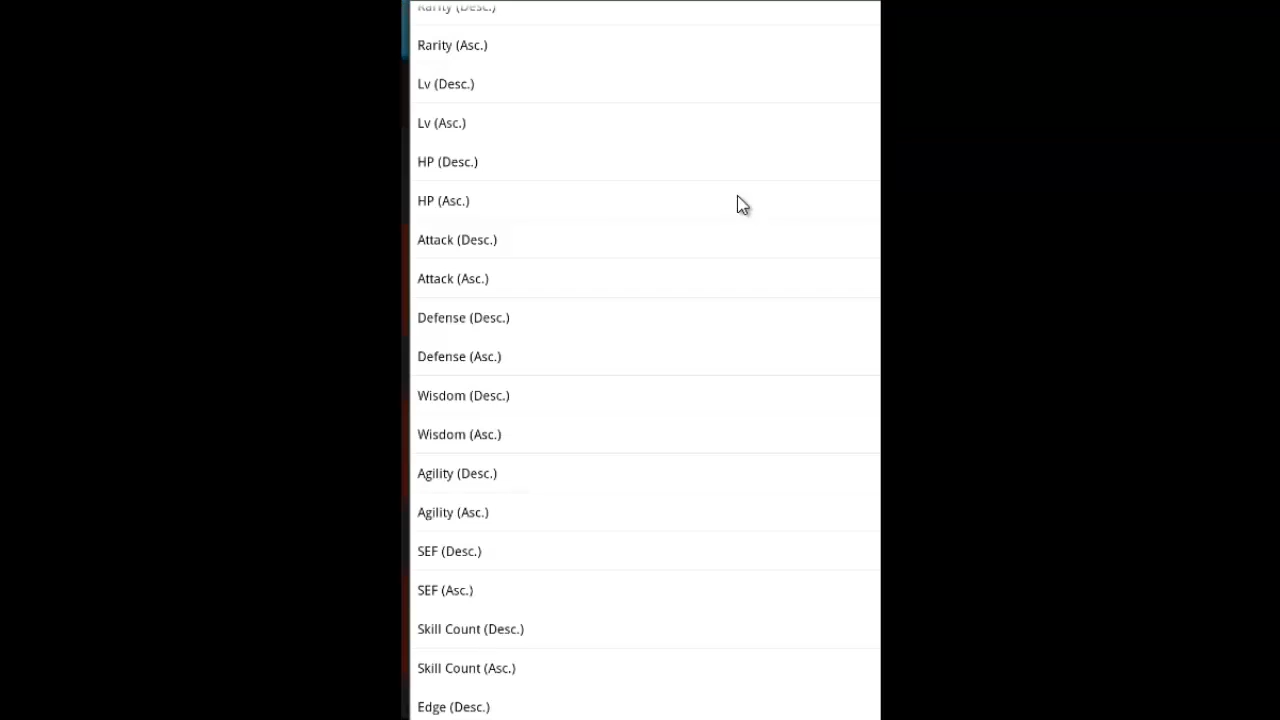 Rarity (Desc.)
Rarity (Asc.)
Lv (Desc.)
Lv (Asc.)
HP (Desc.)
HP (Asc.)
Attack (Desc.)
Attack (Asc.)
Defense (Desc.)
Defense (Asc.)
Wisdom (Desc.)
Wisdom (Asc.)
Agility (Desc.)
Agility (Asc.)
SEF (Desc.)
SEF (Asc.)
Skill Count (Desc.)
Skill Count (Asc.)
Edge (Desc.)